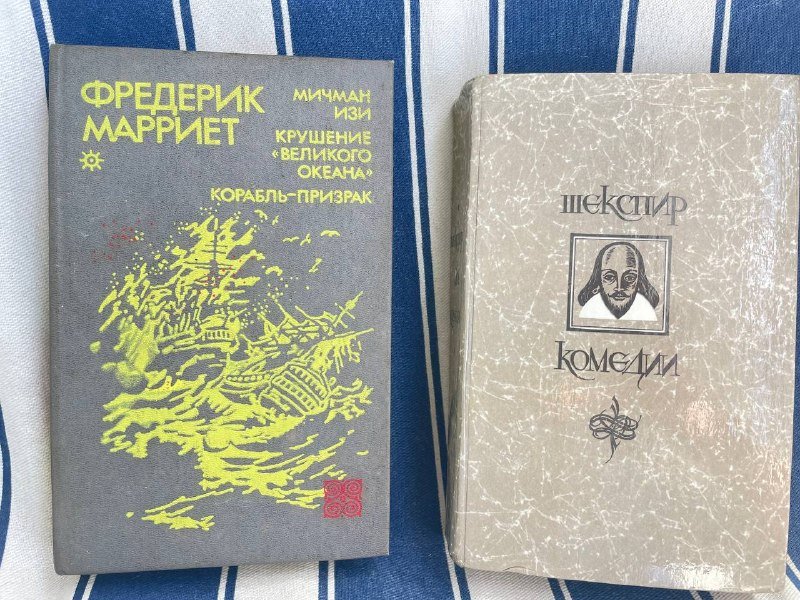 ФРЕДЕРИК
МАРРИЕТ
МИЧМАН
ИЗИ
КРУШЕНИЕ
«ВЕЛИКОГО
ОКЕАНА»
КОРАБЛЬ-ПРИЗРАК
ШЕКСПИР
КОМЕДИИ